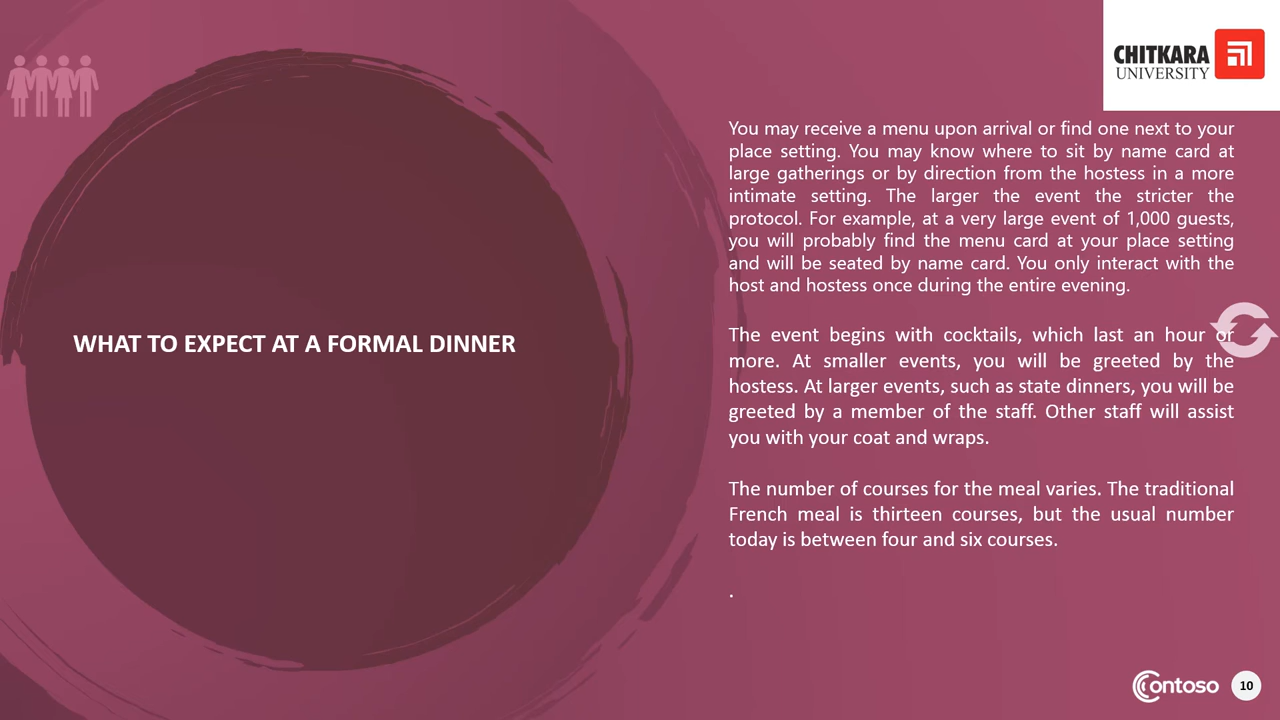 CHITKARA
UNIVERSITY
WHAT TO EXPECT AT A FORMAL DINNER
You may receive a menu upon arrival or find one next to your
place setting. You may know where to sit by name card at
large gatherings or by direction from the hostess in a more
intimate setting. The larger the event the stricter the
protocol. For example, at a very large event of 1,000 guests,
you will probably find the menu card at your place setting
and will be seated by name card. You only interact with the
host and hostess once during the entire evening.
The event begins with cocktails, which last an hour or
more. At smaller events, you will be greeted by the
hostess. At larger events, such as state dinners, you will be
greeted by a member of the staff. Other staff will assist
you with your coat and wraps.
The number of courses for the meal varies. The traditional
French meal is thirteen courses, but the usual number
today is between four and six courses.
.
Contoso
10